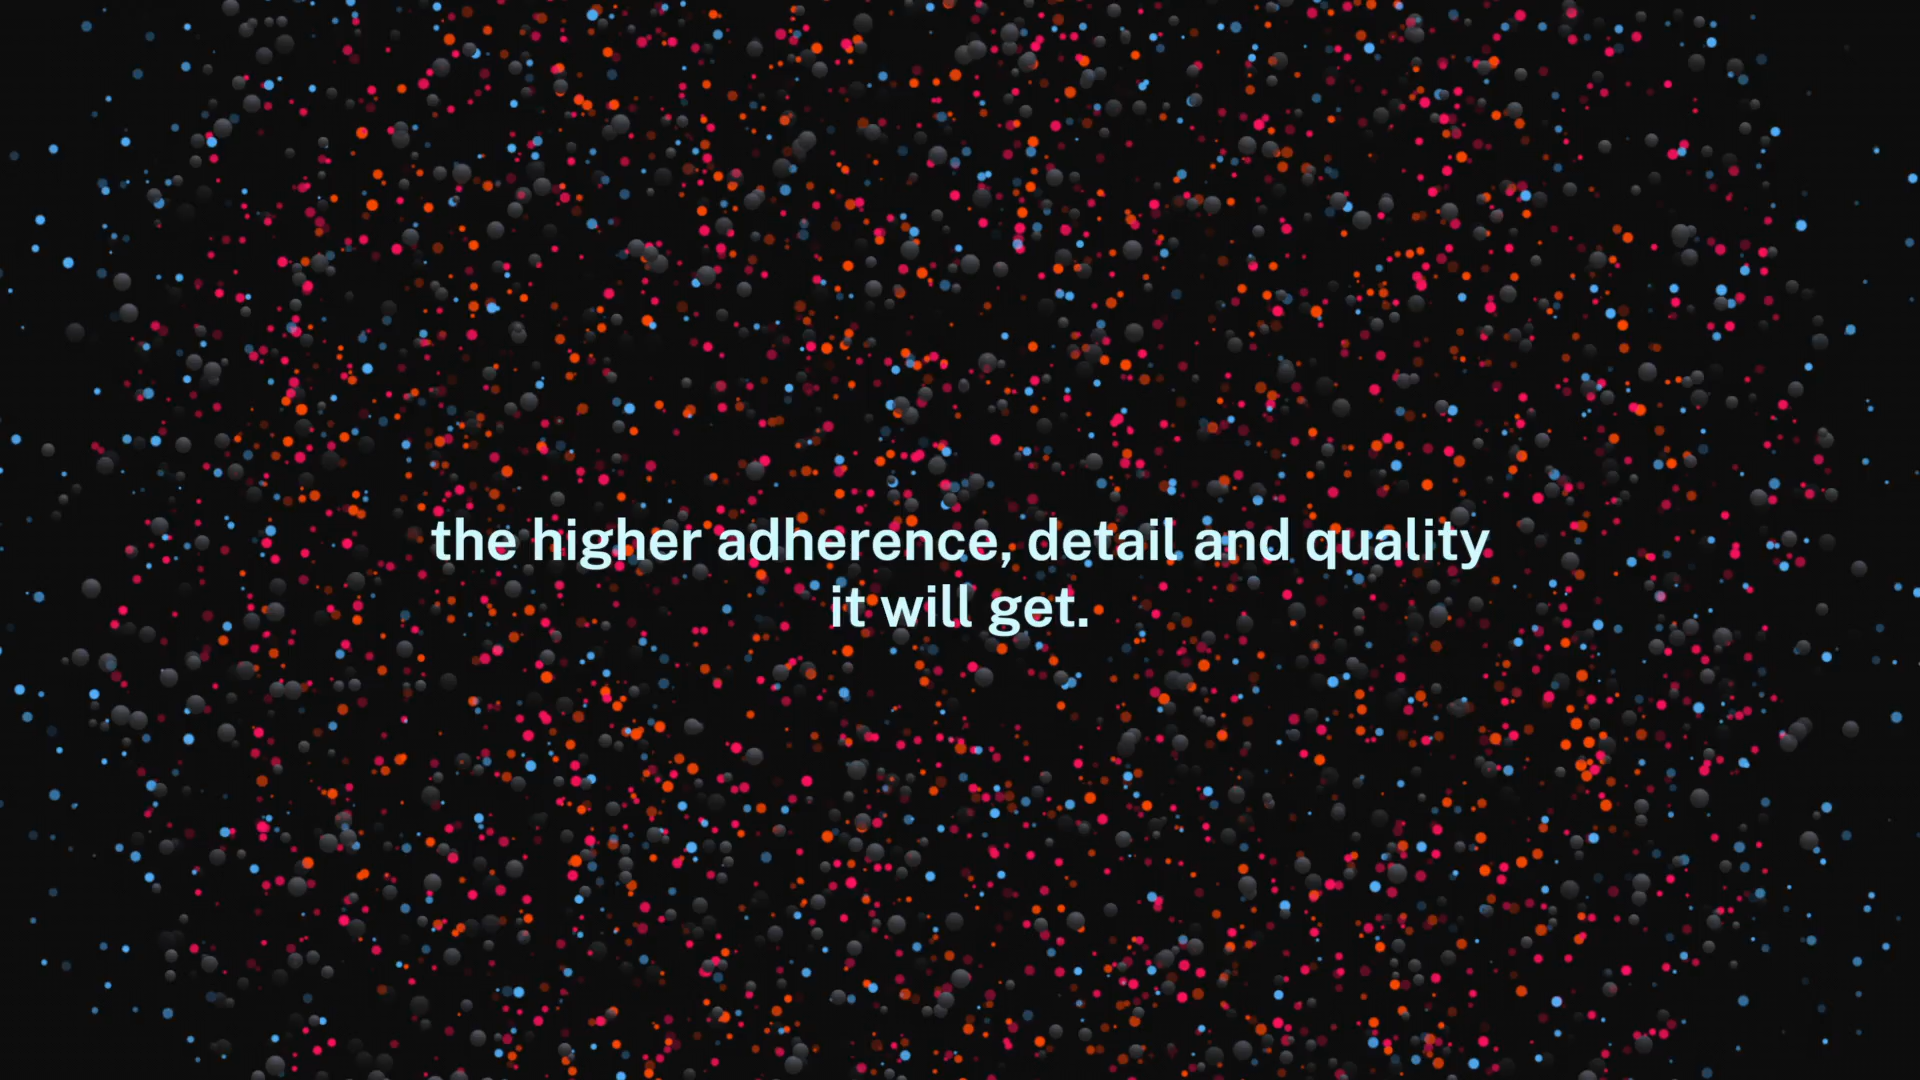 the higher adherence, detail and quality
it will get.